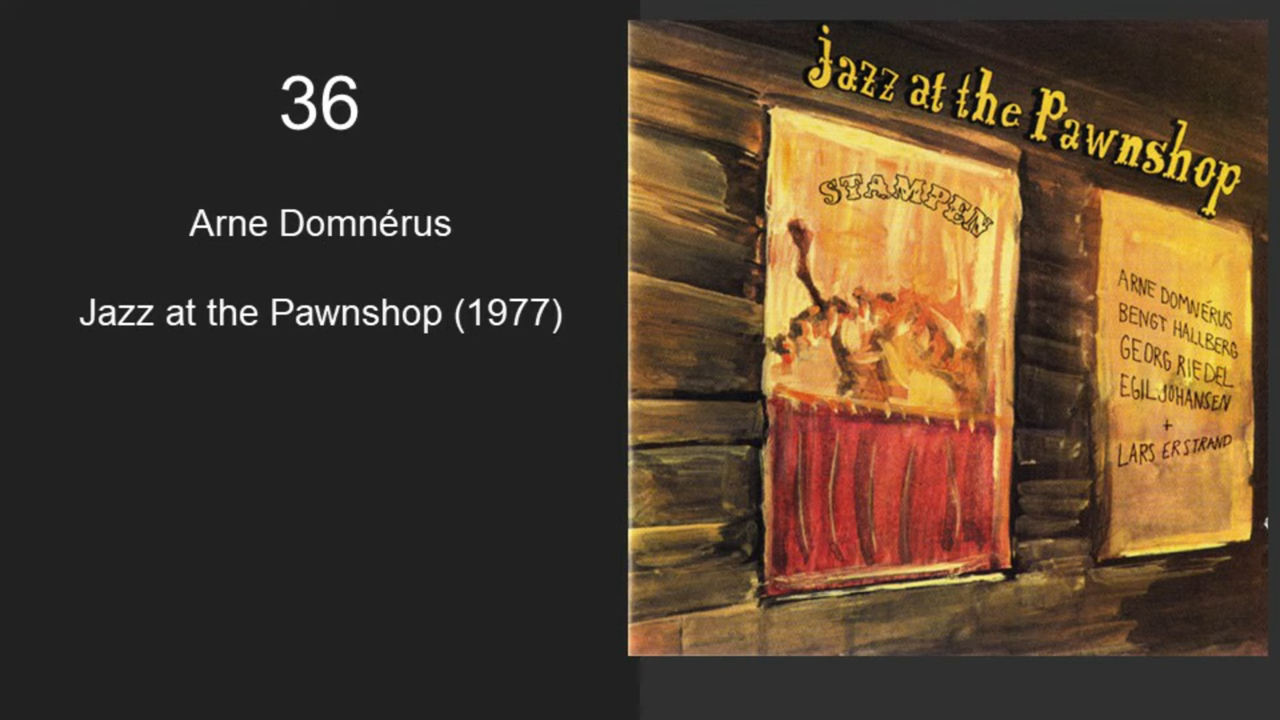 36
Arne Domnérus
Jazz at the Pawnshop (1977)
jazz at the Pawnshop
STAMPEN
ARNE DOMNÉRUS
BENGT HALLBERG
GEORG RIEDEL
EGIL JOHANSEN
+
LARS ERSTRAND